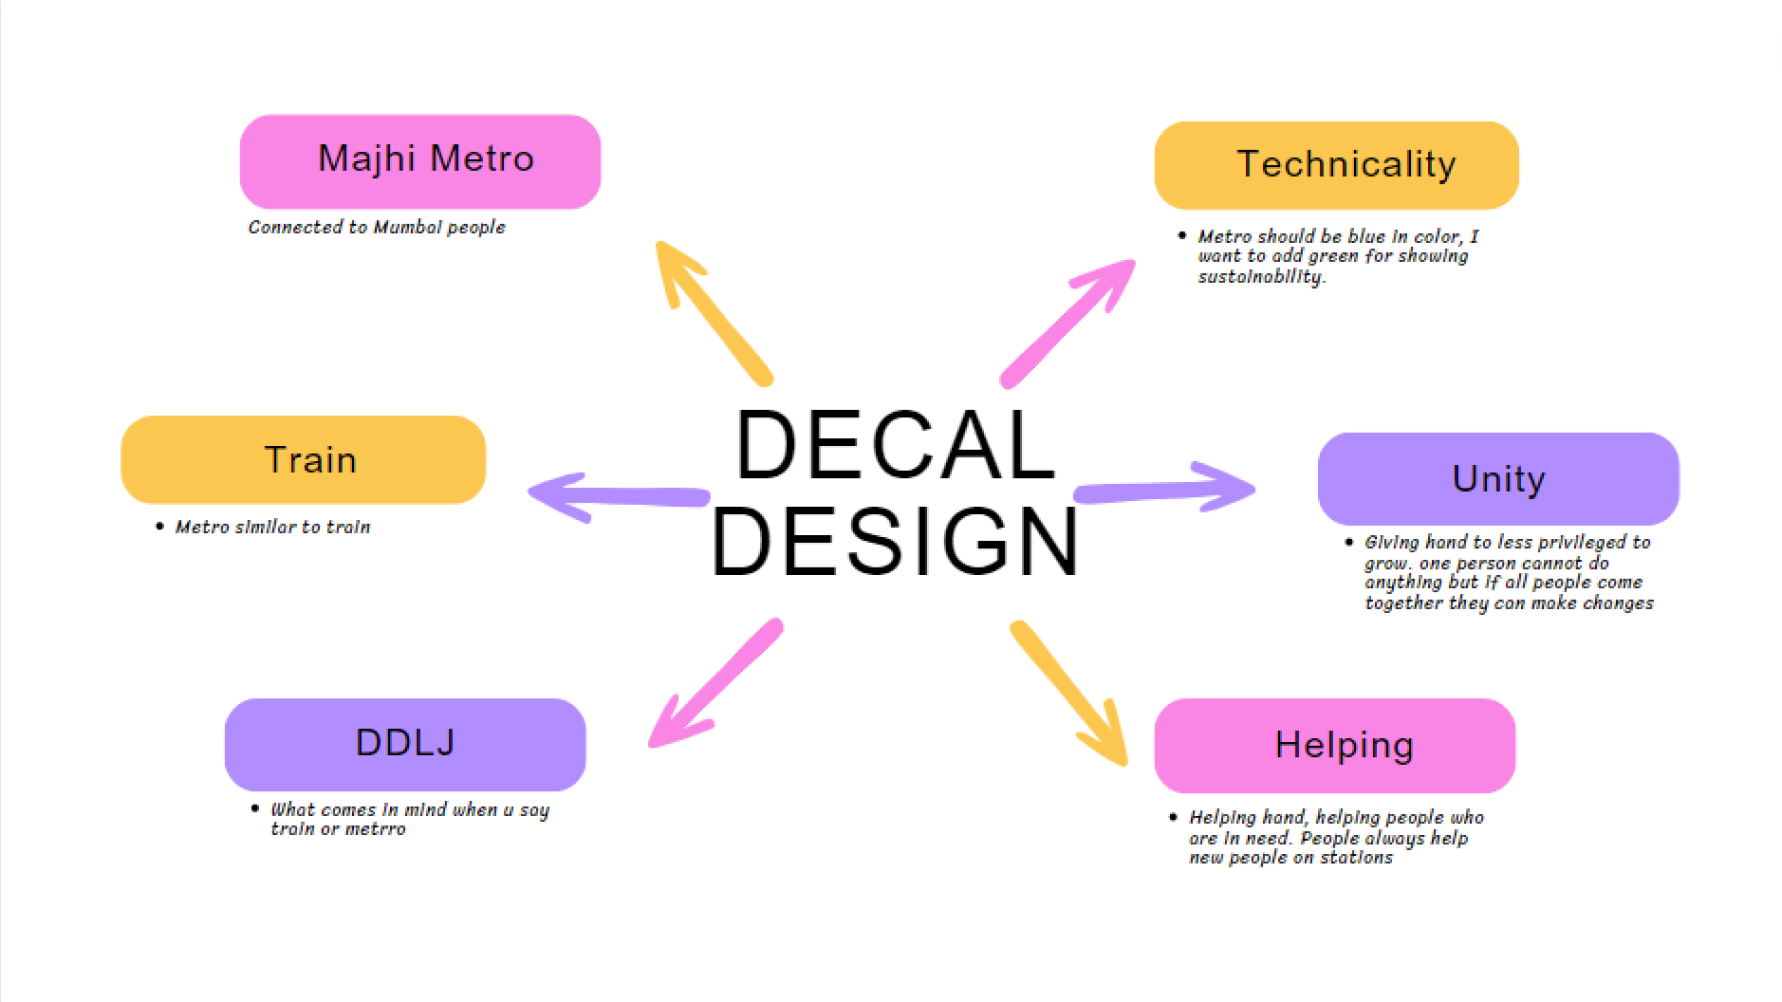 Majhi Metro
Connected to Mumbai people
Technicality
• Metro should be blue in color, I
want to add green for showing
sustainability.
DECAL
DESIGN
Train
• Metro similar to train
Unity
• Giving hand to less privileged to
grow. one person cannot do
anything but if all people come
together they can make changes
DDLJ
• What comes in mind when u say
train or metrro
Helping
• Helping hand, helping people who
are in need. People always help
new people on stations